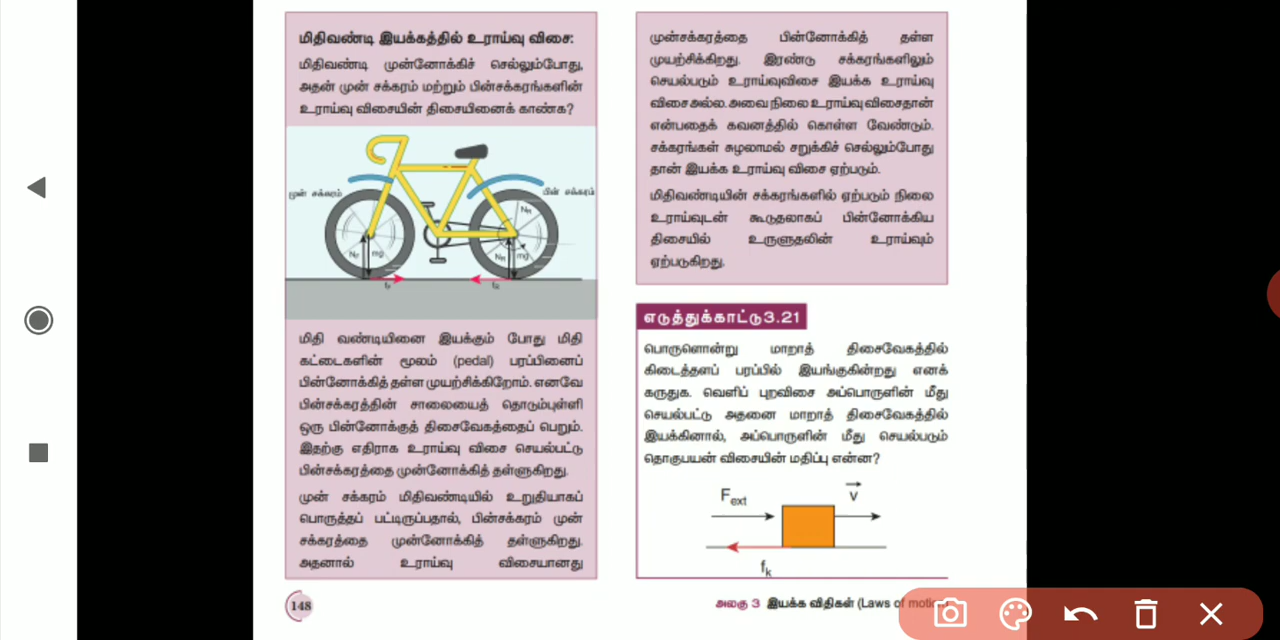 மிதிவண்டி இயக்கத்தில் உராய்வு விசை:
மிதிவண்டி முன்னோக்கிச் செல்லும்போது,
அதன் முன் சக்கரம் மற்றும் பின்சக்கரங்களின்
உராய்வு விசையின் திசையினைக் காண்க?
முன் சக்கரம்
பின் சக்கரம்
மிதி வண்டியினை இயக்கும் போது மிதி
கட்டைகளின் மூலம் (pedal) பரப்பினைப்
பின்னோக்கித் தள்ள முயற்சிக்கிறோம். எனவே
பின்சக்கரத்தின் சாலையைத் தொடும்புள்ளி
ஒரு பின்னோக்குத் திசைவேகத்தைப் பெறும்.
இதற்கு எதிராக உராய்வு விசை செயல்பட்டு
பின்சக்கரத்தை முன்னோக்கித் தள்ளுகிறது.
முன் சக்கரம் மிதிவண்டியில் உறுதியாகப்
பொருத்தப் பட்டிருப்பதால், பின்சக்கரம் முன்
சக்கரத்தை முன்னோக்கித் தள்ளுகிறது.
அதனால் உராய்வு விசையானது
148
முன்சக்கரத்தை பின்னோக்கித் தள்ள
முயற்சிக்கிறது. இரண்டு சக்கரங்களிலும்
செயல்படும் உராய்வுவிசை இயக்க உராய்வு
விசை அல்ல. அவை நிலை உராய்வு விசைதான்
என்பதைக் கவனத்தில் கொள்ள வேண்டும்.
சக்கரங்கள் சுழலாமல் சறுக்கிச் செல்லும்போது
தான் இயக்க உராய்வு விசை ஏற்படும்.
மிதிவண்டியின் சக்கரங்களில் ஏற்படும் நிலை
உராய்வுடன் கூடுதலாகப் பின்னோக்கிய
திசையில் உருளுதலின் உராய்வும்
ஏற்படுகிறது.
எடுத்துக்காட்டு 3.21
பொருளொன்று மாறாத் திசைவேகத்தில்
கிடைத்தளப் பரப்பில் இயங்குகின்றது எனக்
கருதுக. வெளிப் புறவிசை அப்பொருளின் மீது
செயல்பட்டு அதனை மாறாத் திசைவேகத்தில்
இயக்கினால், அப்பொருளின் மீது செயல்படும்
தொகுபயன் விசையின் மதிப்பு என்ன?
Fext v
fk
அலகு 3 இயக்க விதிகள் (Laws of